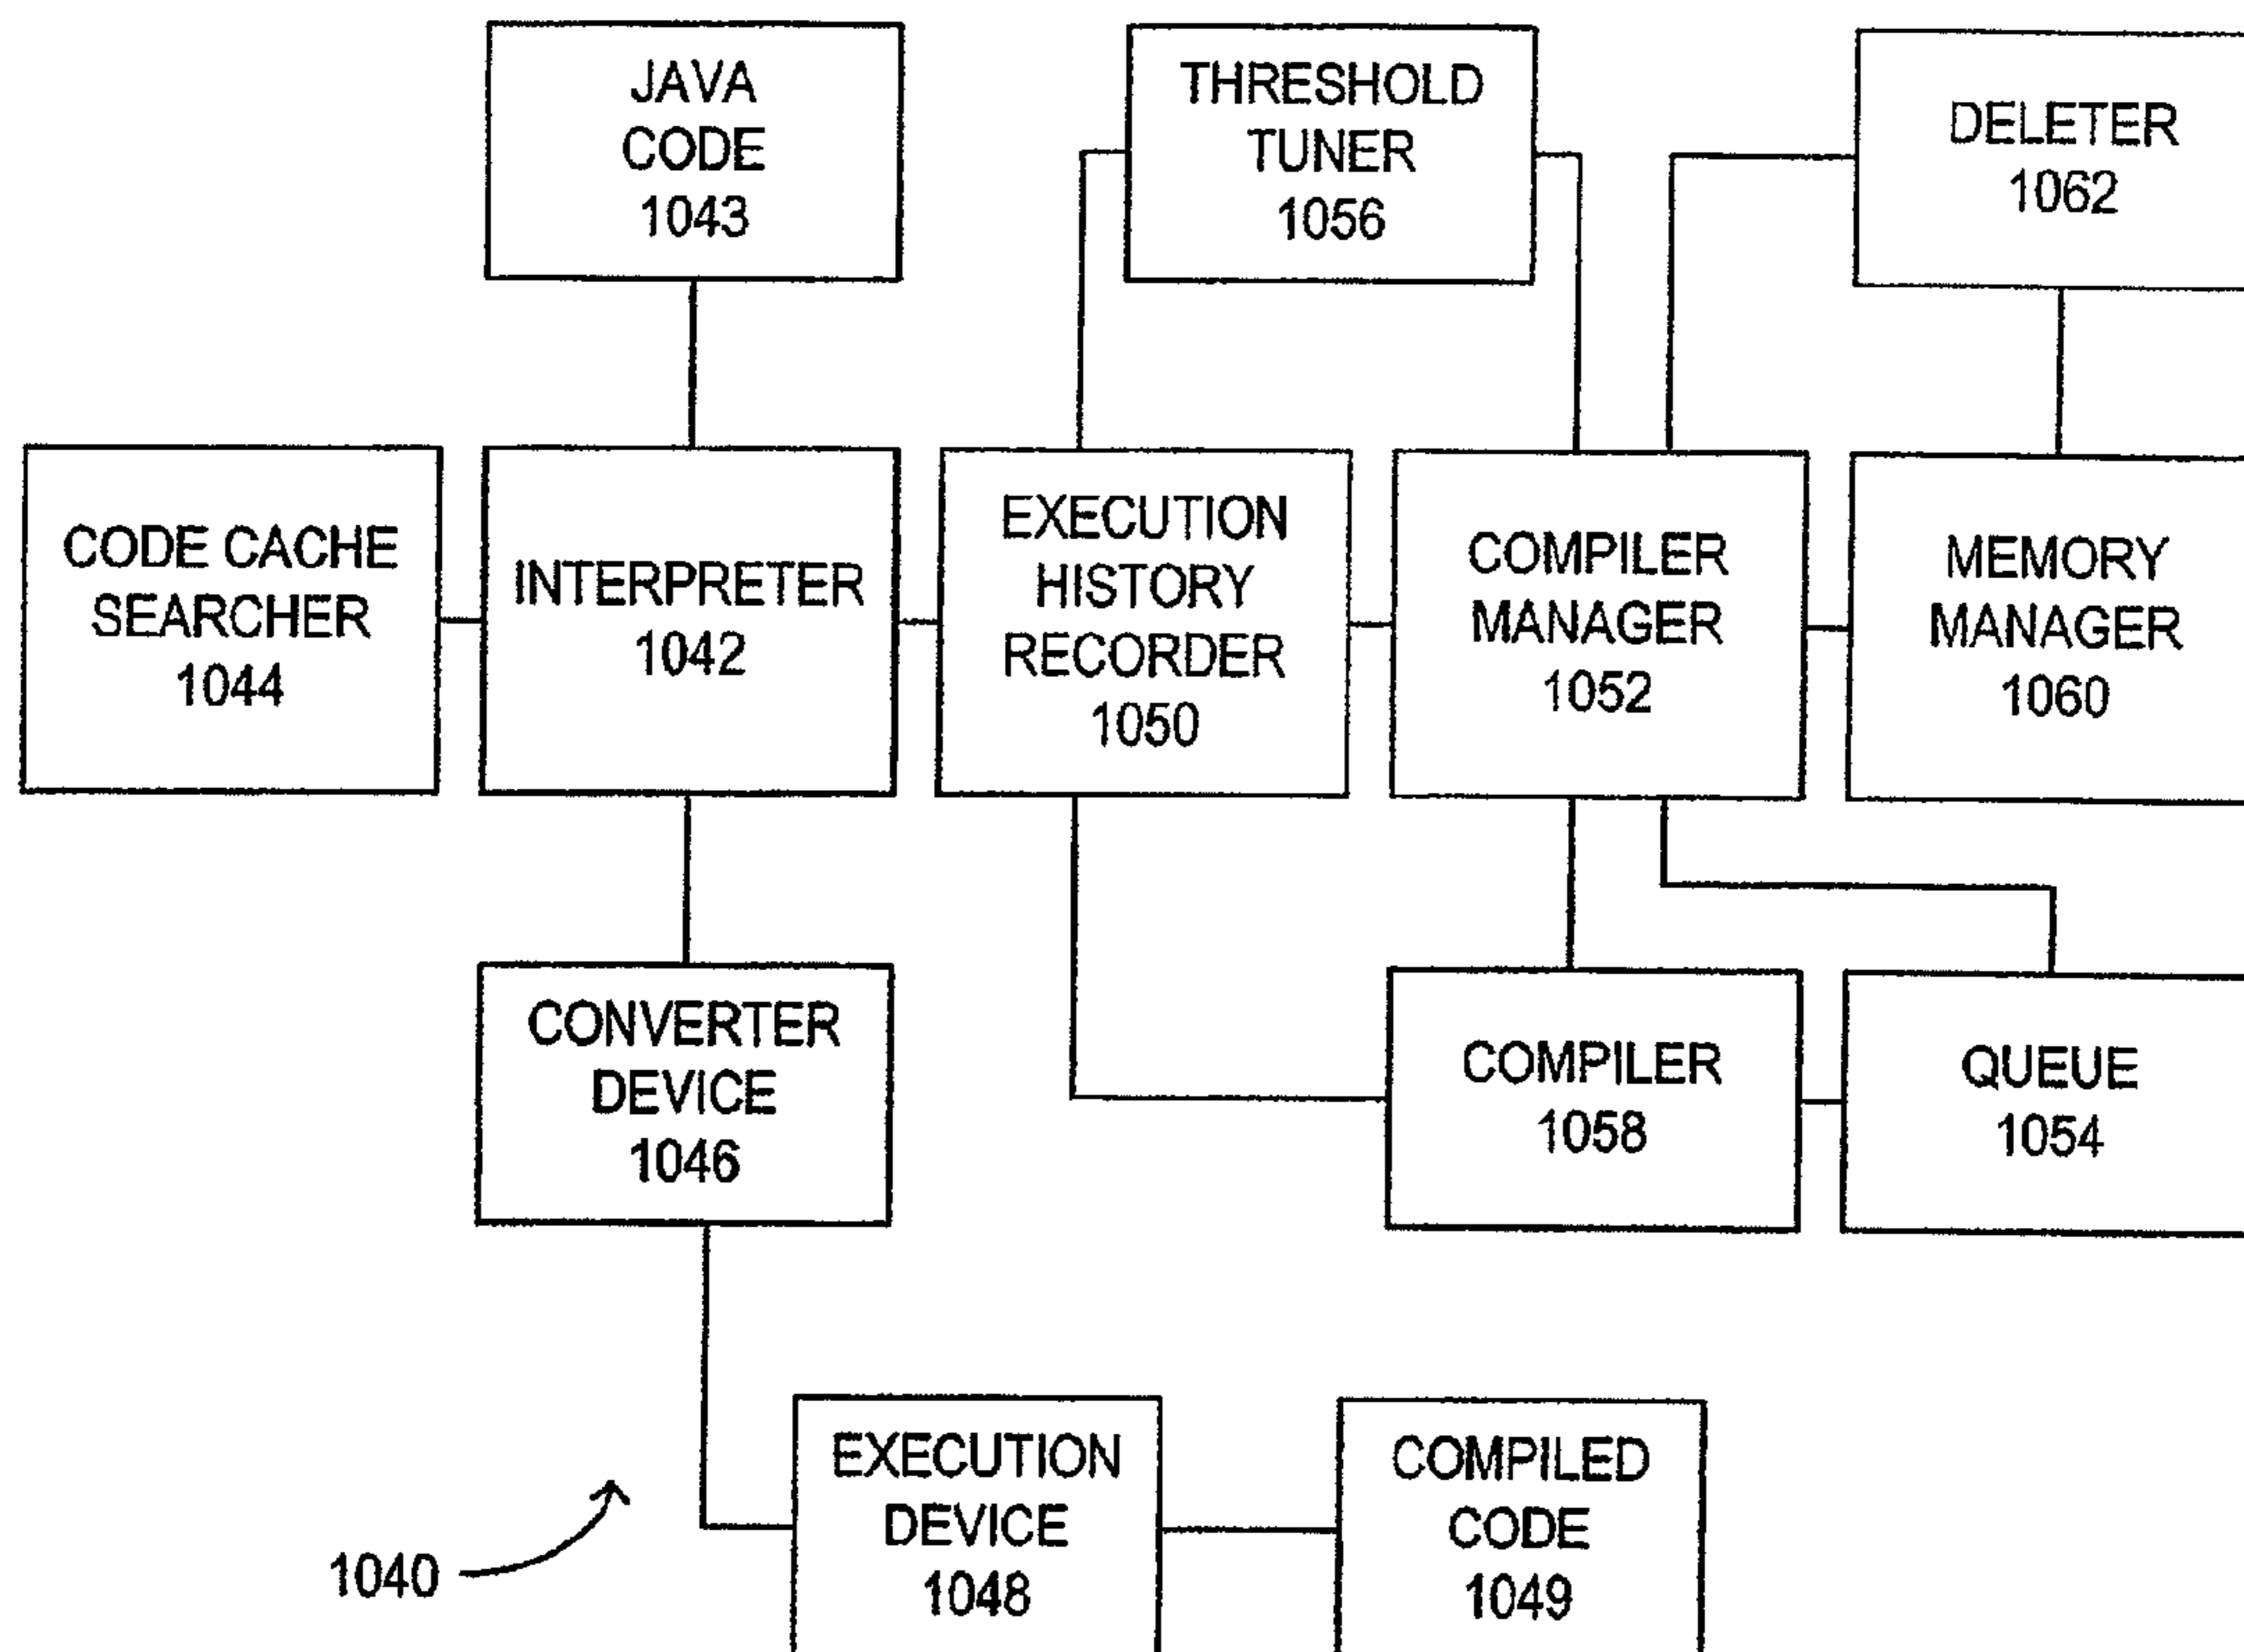 JAVA
CODE
1043
THRESHOLD
TUNER
1056
DELETER
1062
CODE CACHE
SEARCHER
1044
INTERPRETER
1042
EXECUTION
HISTORY
RECORDER
1050
COMPILER
MANAGER
1052
MEMORY
MANAGER
1060
CONVERTER
DEVICE
1046
COMPILER
1058
QUEUE
1054
EXECUTION
DEVICE
1048
COMPILED
CODE
1049
1040